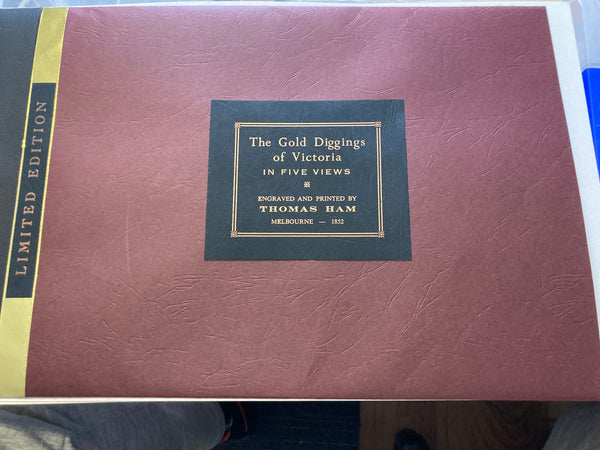 LIMITED EDITION
The Gold Diggings
of Victoria
IN FIVE VIEWS
ENGRAVED AND PRINTED BY
THOMAS HAM
MELBOURNE — 1852